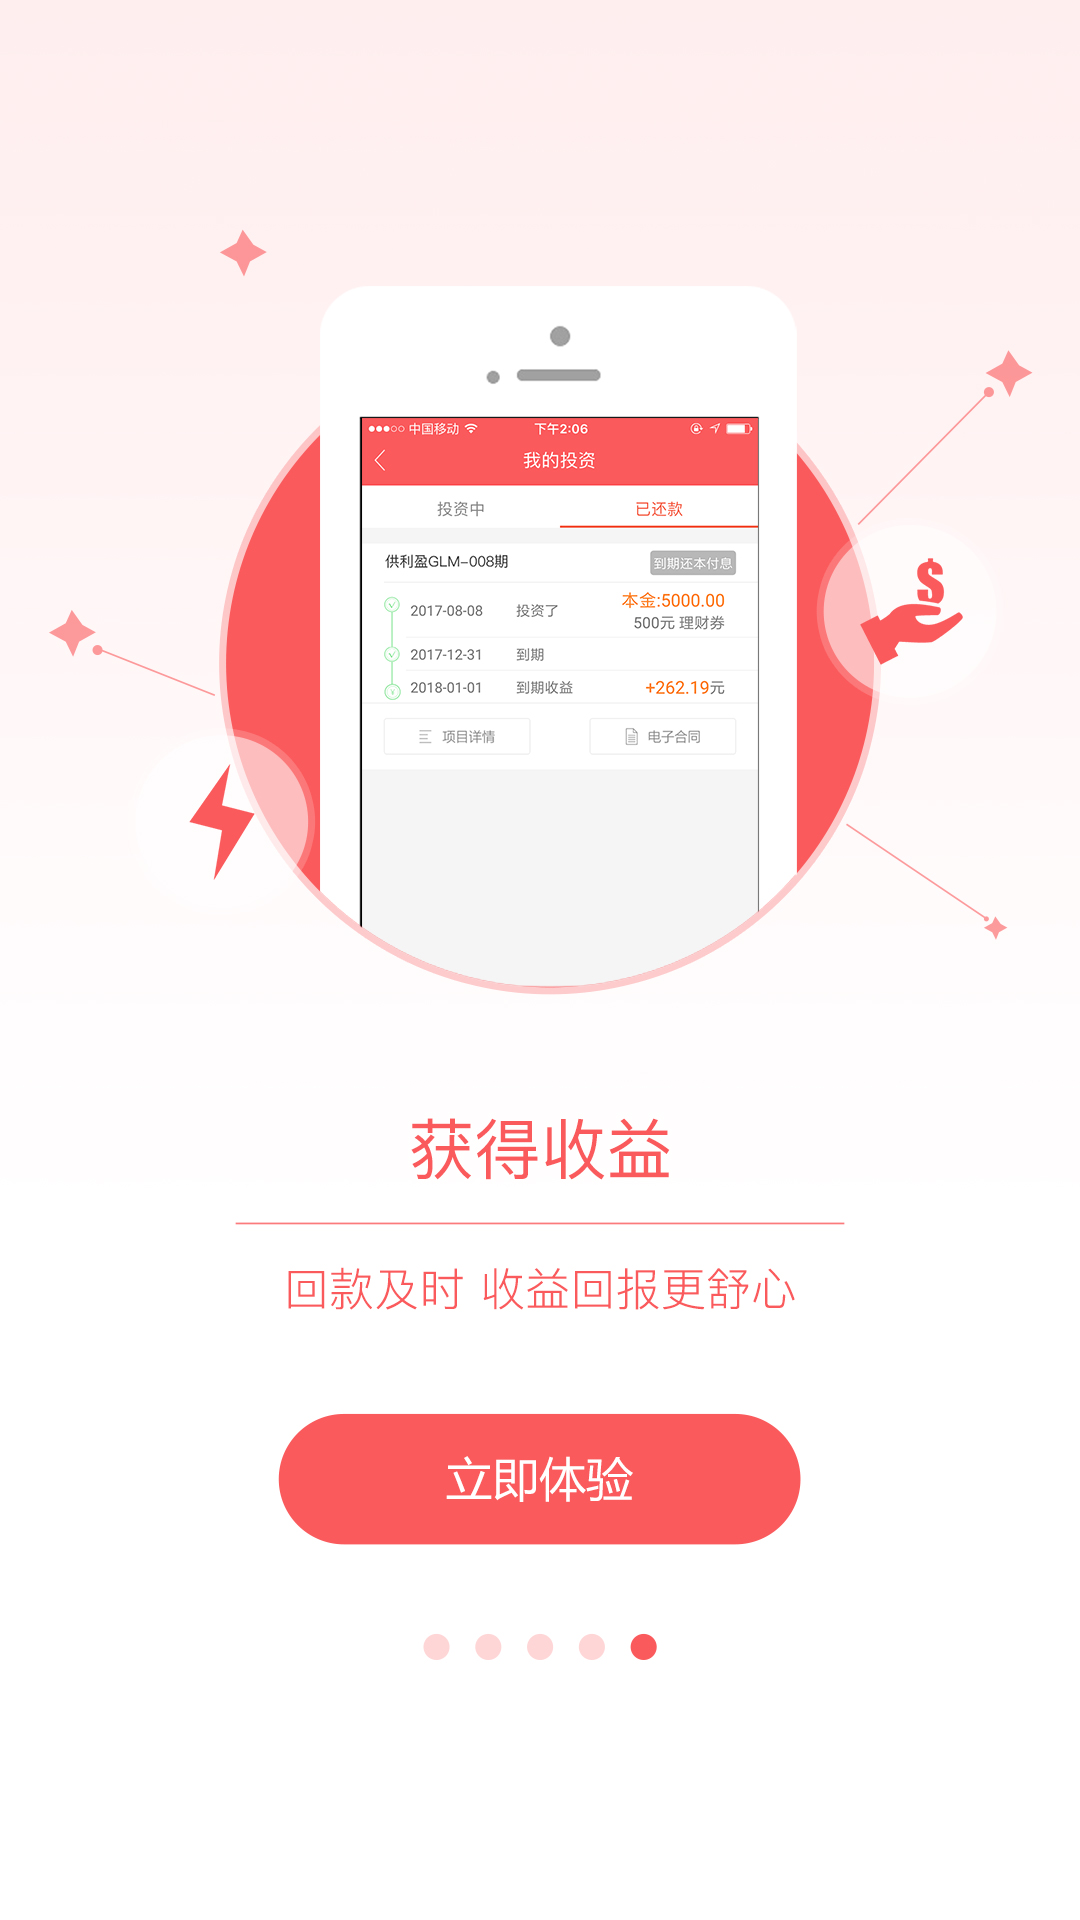 中国移动 下午2:06
我的投资
投资中 已还款
供利盈GLM-008期 到期还本付息
2017-08-08 投资了 本金:5000.00
500元 理财券
2017-12-31 到期
2018-01-01 到期收益 +262.19元
项目详情 电子合同
获得收益
回款及时 收益回报更舒心
立即体验